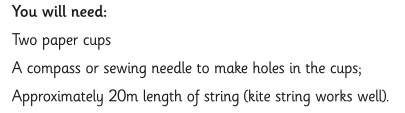 You will need:
Two paper cups
A compass or sewing needle to make holes in the cups;
Approximately 20m length of string (kite string works well).